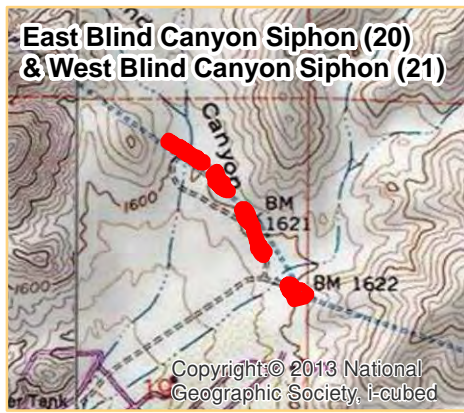 East Blind Canyon Siphon (20)
& West Blind Canyon Siphon (21)
Canyon
1600
BM
1621
BM 1622
1600
Tank
Copyright:© 2013 National
Geographic Society, i-cubed